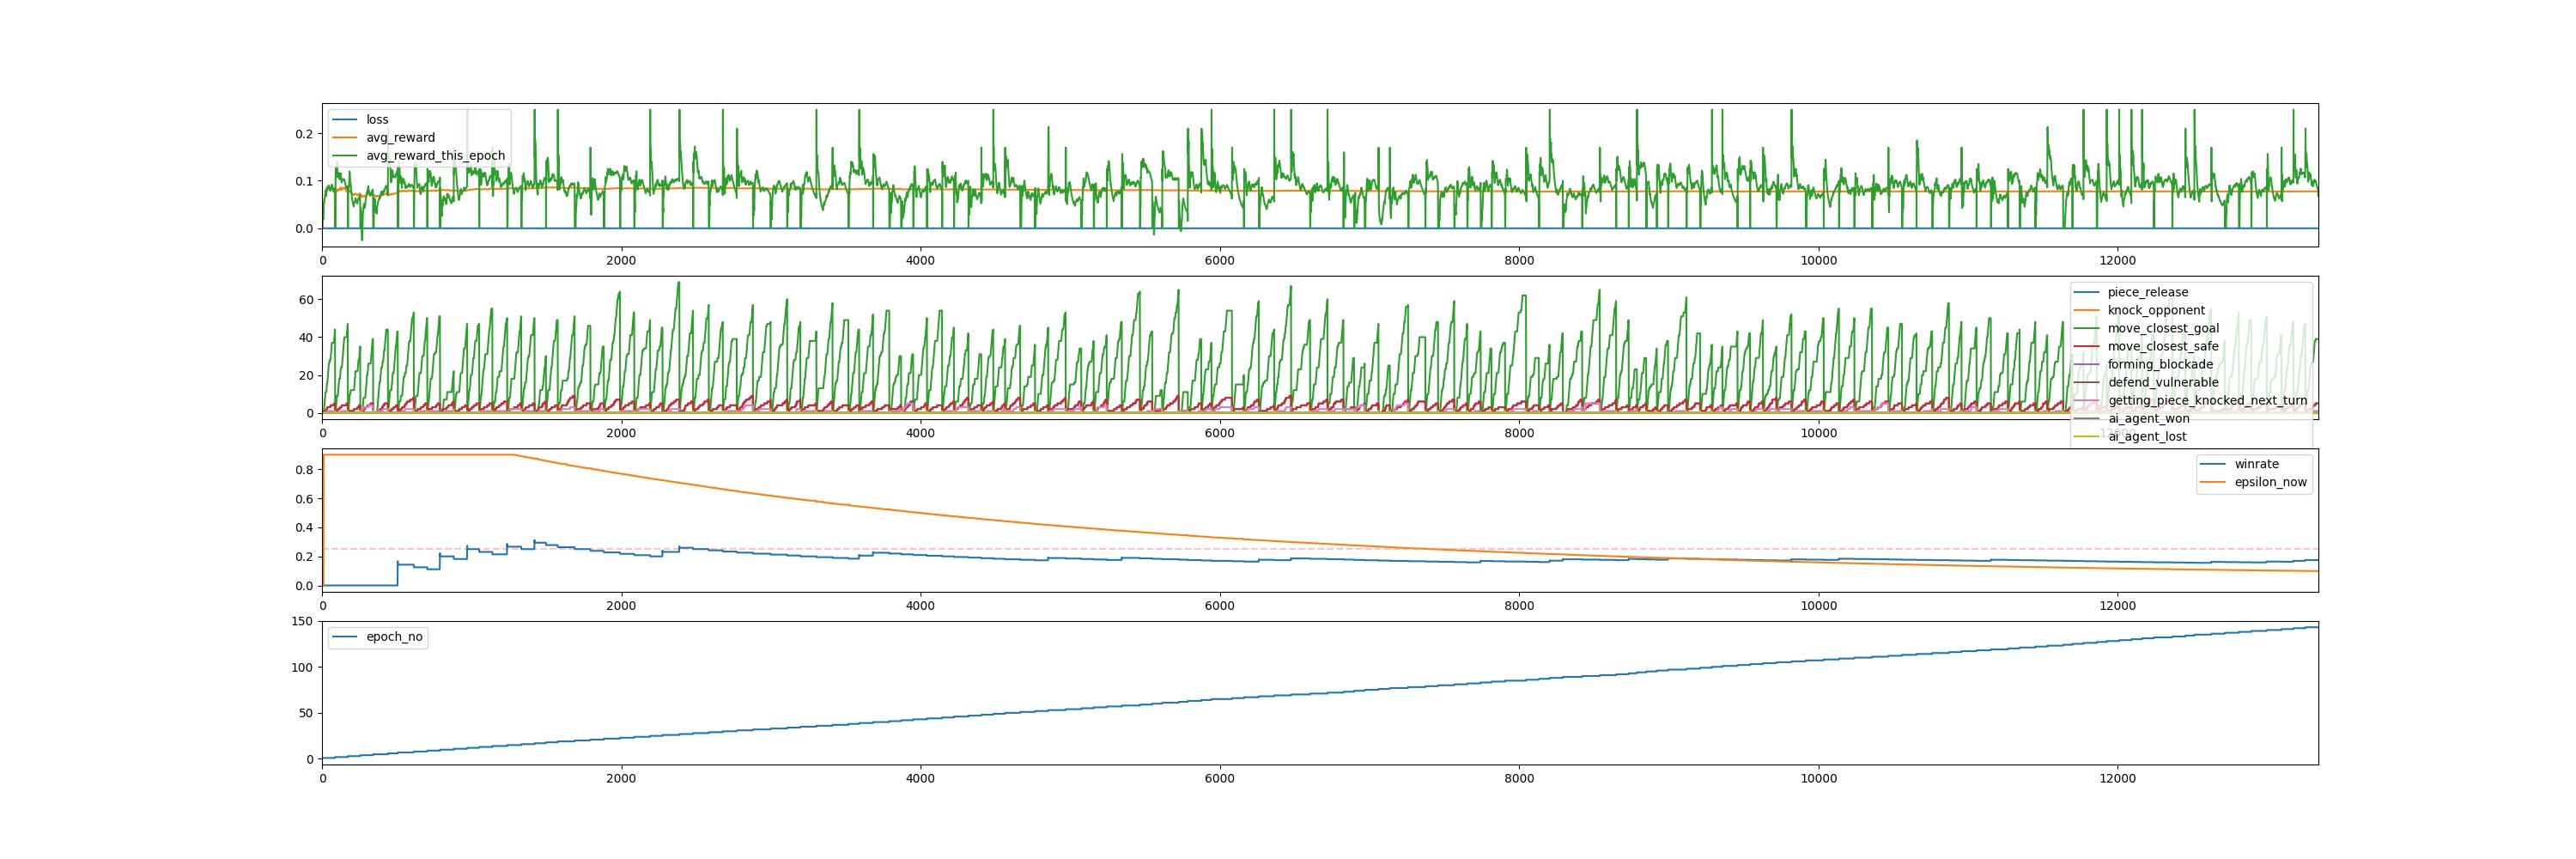 loss
avg_reward
avg_reward_this_epoch
0.2
0.1
0.0
0 2000 4000 6000 8000 10000 12000
piece_release
knock_opponent
move_closest_goal
move_closest_safe
forming_blockade
defend_vulnerable
getting_piece_knocked_next_turn
ai_agent_won
ai_agent_lost
60
40
20
0
0 2000 4000 6000 8000 10000 12000
winrate
epsilon_now
0.8
0.6
0.4
0.2
0.0
0 2000 4000 6000 8000 10000 12000
epoch_no
150
100
50
0
0 2000 4000 6000 8000 10000 12000